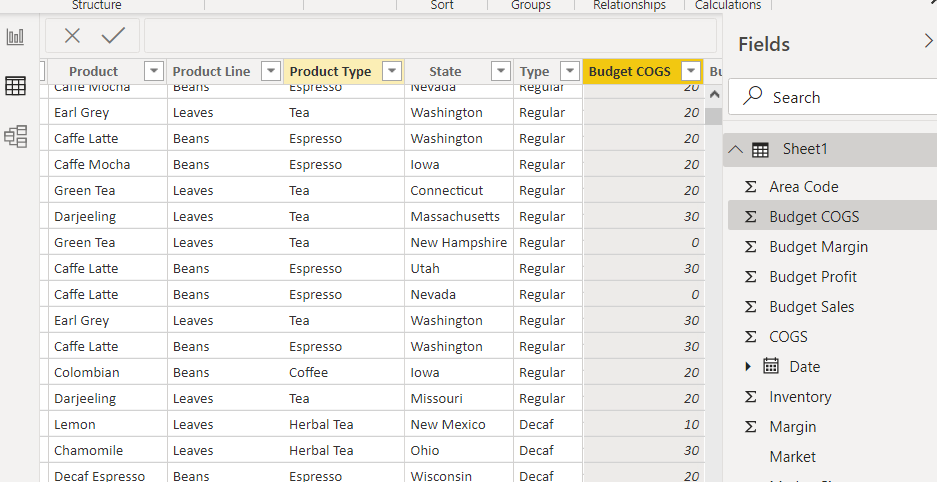 Structure Sort Groups Relationships Calculations
Fields
Product Product Line Product Type State Type Budget COGS Bu
Search
Caffe Mocha Beans Espresso Nevada Regular 20
Earl Grey Leaves Tea Washington Regular 20
Caffe Latte Beans Espresso Washington Regular 20
Caffe Mocha Beans Espresso Iowa Regular 20
Green Tea Leaves Tea Connecticut Regular 20
Darjeeling Leaves Tea Massachusetts Regular 30
Green Tea Leaves Tea New Hampshire Regular 0
Caffe Latte Beans Espresso Utah Regular 30
Caffe Latte Beans Espresso Nevada Regular 0
Earl Grey Leaves Tea Washington Regular 30
Caffe Latte Beans Espresso Washington Regular 30
Colombian Beans Coffee Iowa Regular 20
Darjeeling Leaves Tea Missouri Regular 20
Lemon Leaves Herbal Tea New Mexico Decaf 10
Chamomile Leaves Herbal Tea Ohio Decaf 30
Decaf Espresso Beans Espresso Wisconsin Decaf 20
Sheet1
Σ Area Code
Σ Budget COGS
Σ Budget Margin
Σ Budget Profit
Σ Budget Sales
Σ COGS
Date
Σ Inventory
Σ Margin
Market